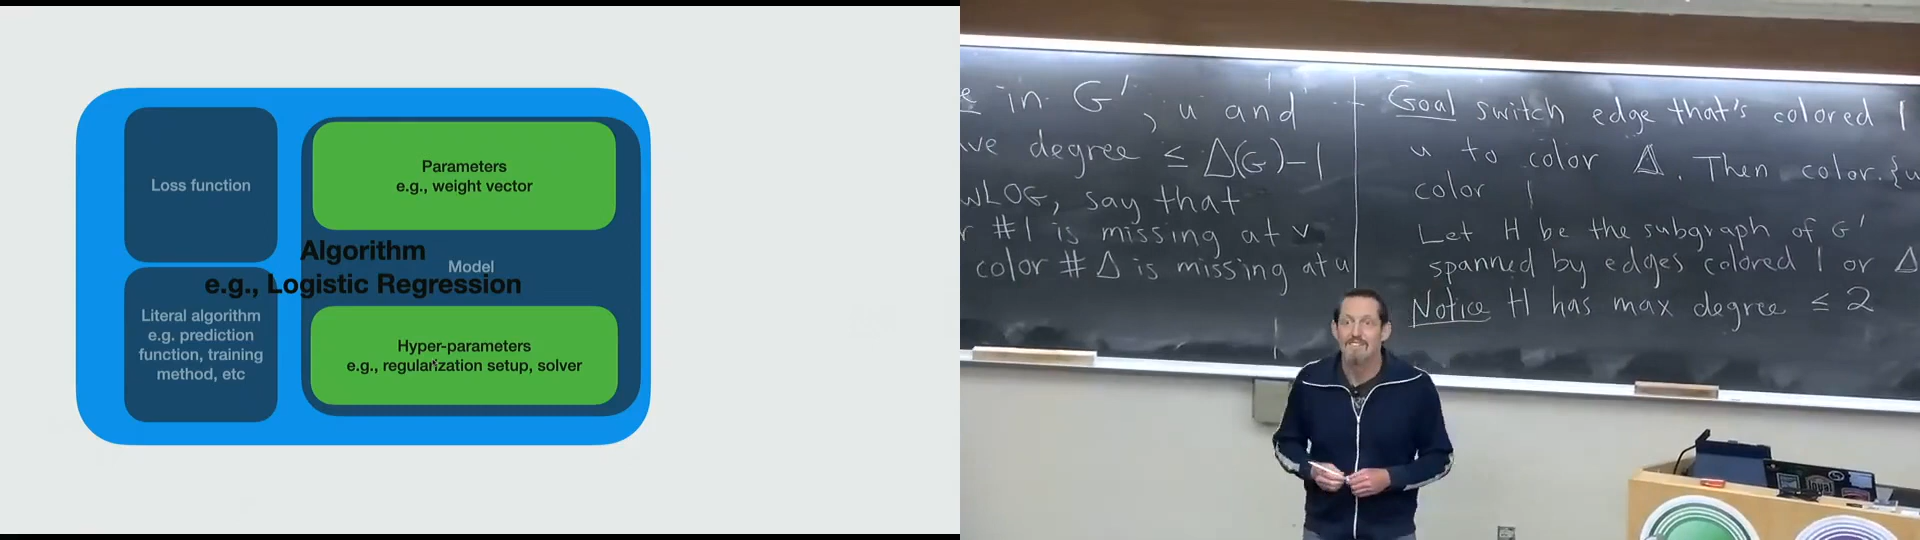 Loss function
Parameters
e.g., weight vector
Algorithm
e.g., Logistic Regression
Model
Literal algorithm
e.g. prediction
function, training
method, etc
Hyper-parameters
e.g., regularization setup, solver
in G', u and
degree ≤ Δ(G)-1
WLOG, say that
#1 is missing at v
color # Δ is missing at u
Goal switch edge that's colored 1
u to color Δ. Then color {u
color 1
Let H be the subgraph of G'
spanned by edges colored 1 or Δ
Notice H has max degree ≤ 2
loyal